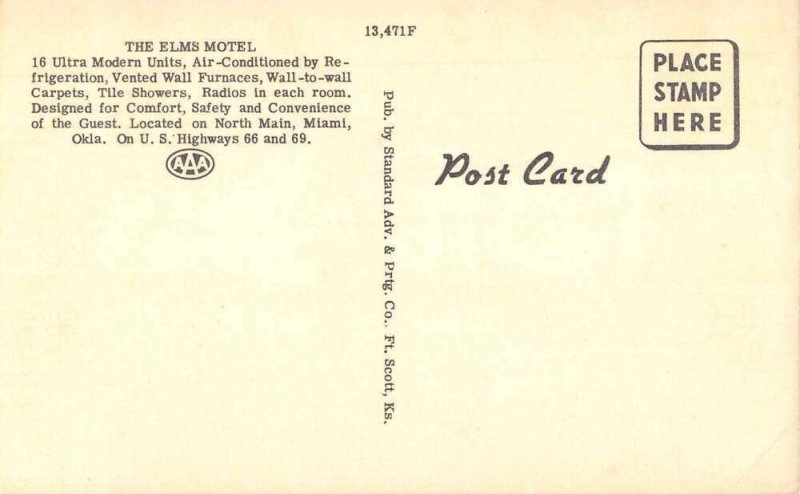 13,471F
THE ELMS MOTEL
16 Ultra Modern Units, Air-Conditioned by Re-
frigeration, Vented Wall Furnaces, Wall-to-wall
Carpets, Tile Showers, Radios in each room.
Designed for Comfort, Safety and Convenience
of the Guest. Located on North Main, Miami,
Okla. On U. S. Highways 66 and 69.
AAA
Pub. by Standard Adv. & Prtg. Co., Ft. Scott, Ks.
PLACE
STAMP
HERE
Post Card